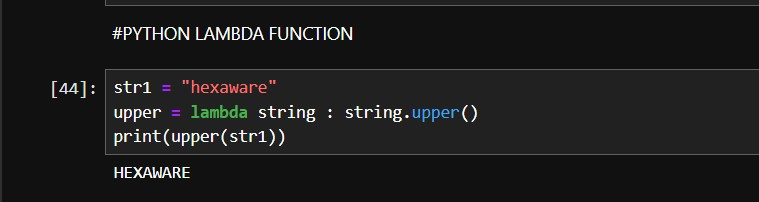 #PYTHON LAMBDA FUNCTION
[44]: str1 = "hexaware"
upper = lambda string : string.upper()
print(upper(str1))
HEXAWARE